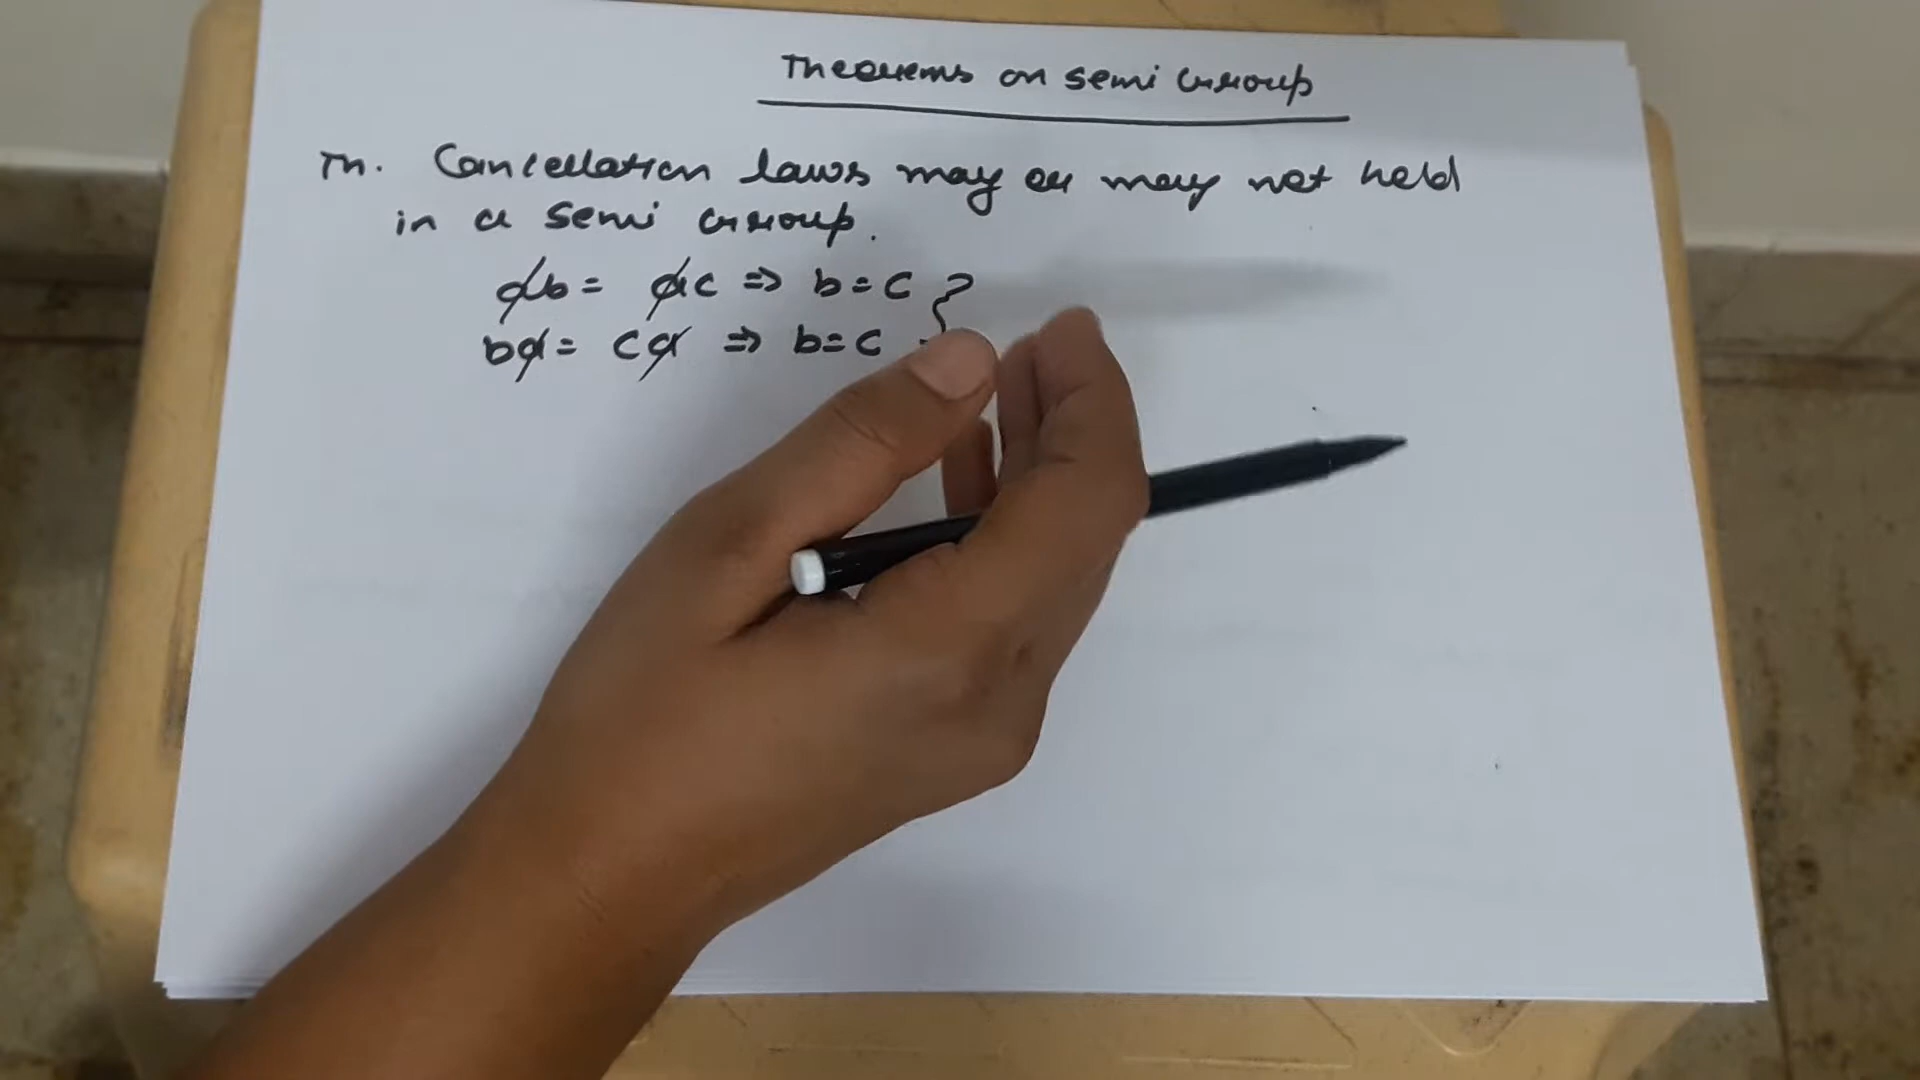 Theorems on semi Group
Th. Cancellation laws may or may not hold
in a semi Group.
ab = ac ⇒ b=c
ba = ca ⇒ b=c